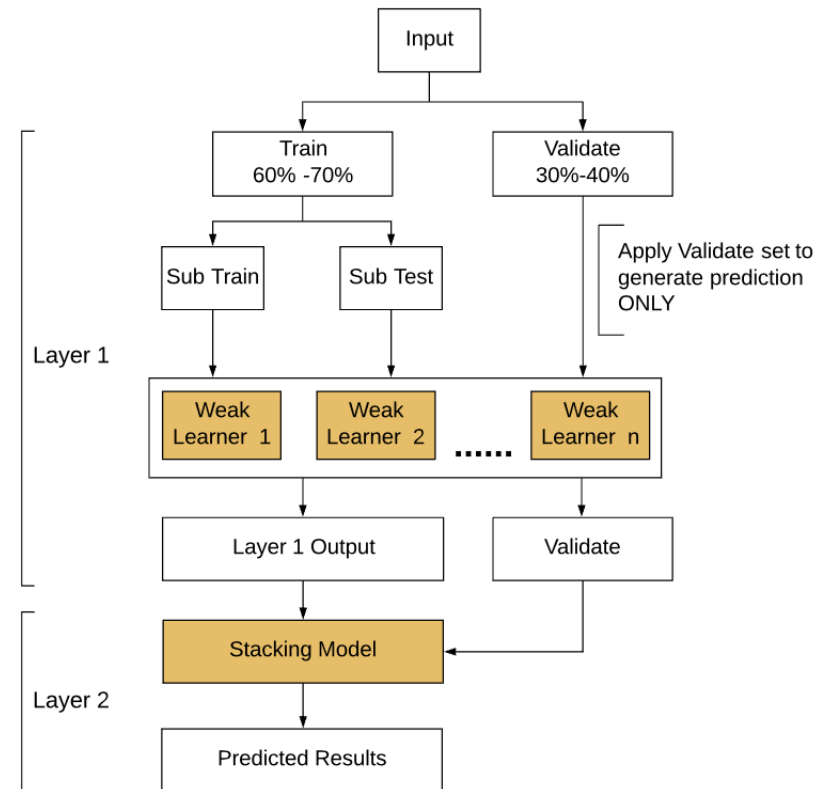 Input
Train
60% -70%
Validate
30%-40%
Sub Train
Sub Test
Apply Validate set to
generate prediction
ONLY
Layer 1
Weak
Learner 1
Weak
Learner 2
......
Weak
Learner n
Layer 1 Output
Validate
Stacking Model
Layer 2
Predicted Results